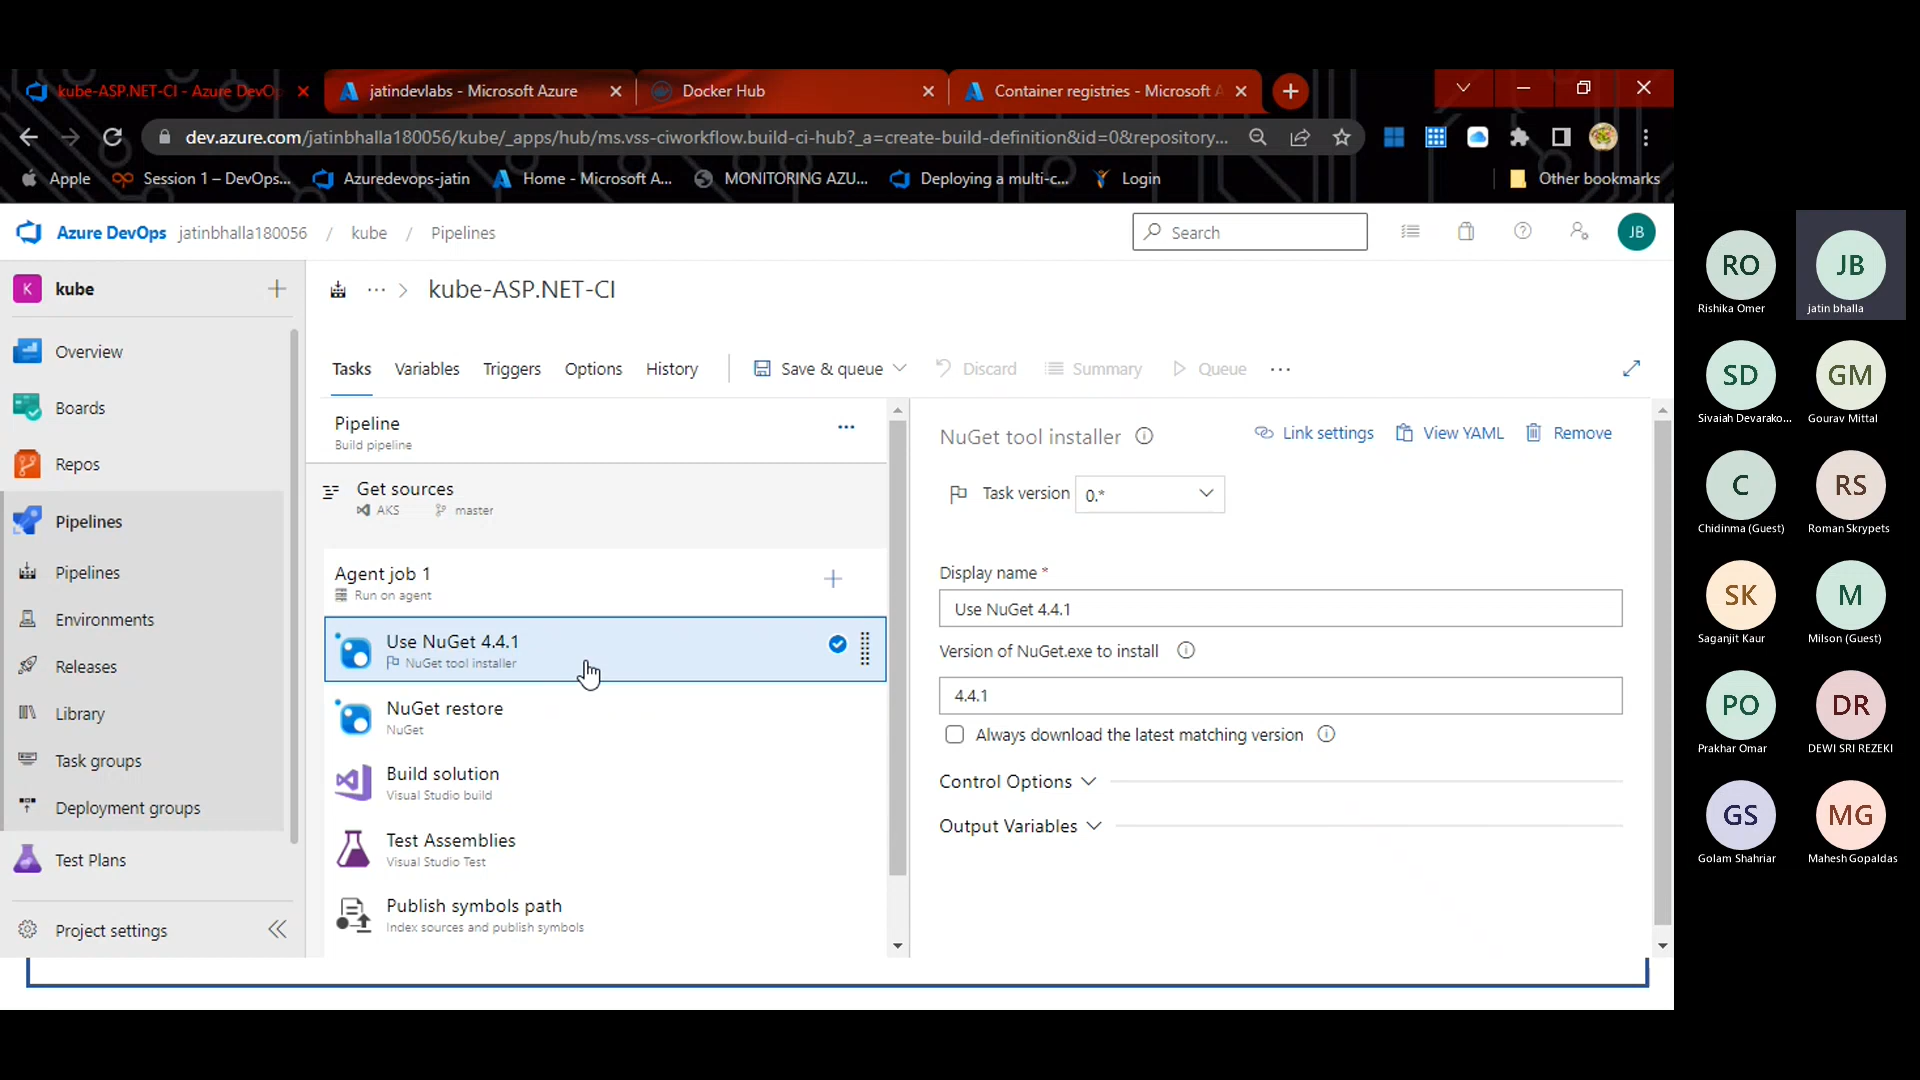 kube-ASP.NET-CI - Azure DevO
jatindevlabs - Microsoft Azure
Docker Hub
Container registries - Microsoft A
dev.azure.com/jatinbhalla180056/kube/_apps/hub/ms.vss-ciworkflow.build-ci-hub?_a=create-build-definition&id=0&repository...
Apple
Session 1 – DevOps...
Azuredevops-jatin
Home - Microsoft A...
MONITORING AZU...
Deploying a multi-c...
Login
Other bookmarks
Azure DevOps
jatinbhalla180056
/
kube
/
Pipelines
Search
JB
K
kube
Overview
Boards
Repos
Pipelines
Pipelines
Environments
Releases
Library
Task groups
Deployment groups
Test Plans
Project settings
... > kube-ASP.NET-CI
Tasks
Variables
Triggers
Options
History
Save & queue
Discard
Summary
Queue
...
Pipeline
Build pipeline
...
Get sources
AKS
master
Agent job 1
Run on agent
Use NuGet 4.4.1
NuGet tool installer
NuGet restore
NuGet
Build solution
Visual Studio build
Test Assemblies
Visual Studio Test
Publish symbols path
Index sources and publish symbols
NuGet tool installer
Link settings
View YAML
Remove
Task version
0.*
Display name *
Use NuGet 4.4.1
Version of NuGet.exe to install
4.4.1
Always download the latest matching version
Control Options
Output Variables
RO
Rishika Omer
JB
jatin bhalla
SD
Sivaiah Devarako...
GM
Gourav Mittal
C
Chidinma (Guest)
RS
Roman Skrypets
SK
Saganjit Kaur
M
Milson (Guest)
PO
Prakhar Omar
DR
DEWI SRI REZEKI
GS
Golam Shahriar
MG
Mahesh Gopaldas